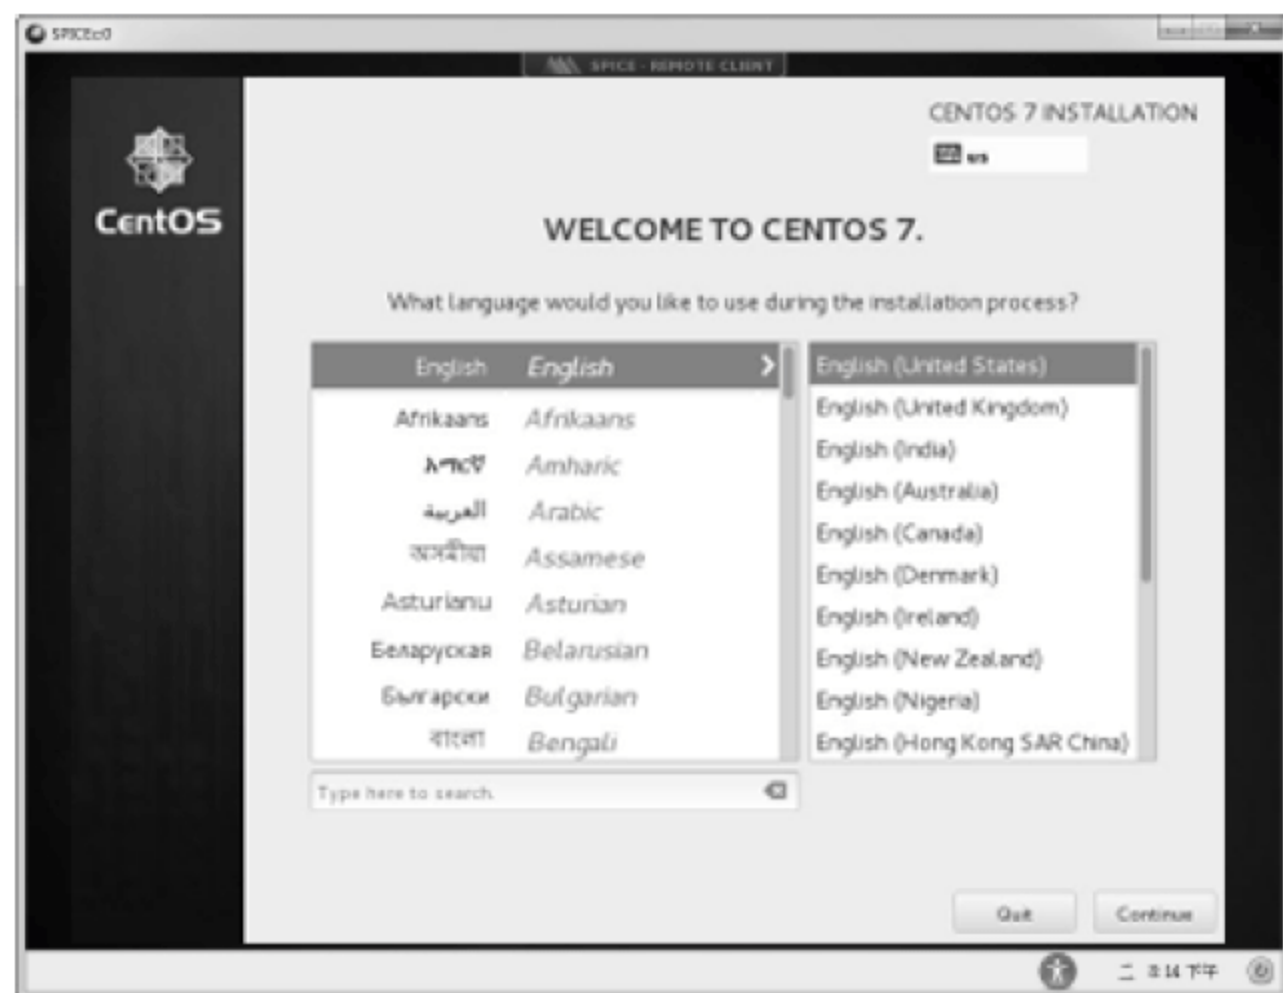 SPICEc:0
SPICE - REMOTE CLIENT
CentOS
CENTOS 7 INSTALLATION
us
WELCOME TO CENTOS 7.
What language would you like to use during the installation process?
English English
Afrikaans Afrikaans
አማርኛ Amharic
العربية Arabic
অসমীয়া Assamese
Asturianu Asturian
Беларуская Belarusian
Български Bulgarian
বাংলা Bengali
English (United States)
English (United Kingdom)
English (India)
English (Australia)
English (Canada)
English (Denmark)
English (Ireland)
English (New Zealand)
English (Nigeria)
English (Hong Kong SAR China)
Type here to search.
Quit Continue
二 下午